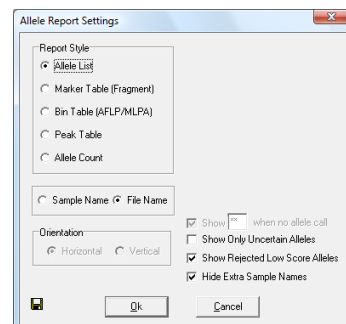 Allele Report Settings
Report Style
Allele List
Marker Table (Fragment)
Bin Table (AFLP/MLPA)
Peak Table
Allele Count
Sample Name File Name
Orientation
Horizontal Vertical
Show when no allele call
Show Only Uncertain Alleles
Show Rejected Low Score Alleles
Hide Extra Sample Names
Ok Cancel